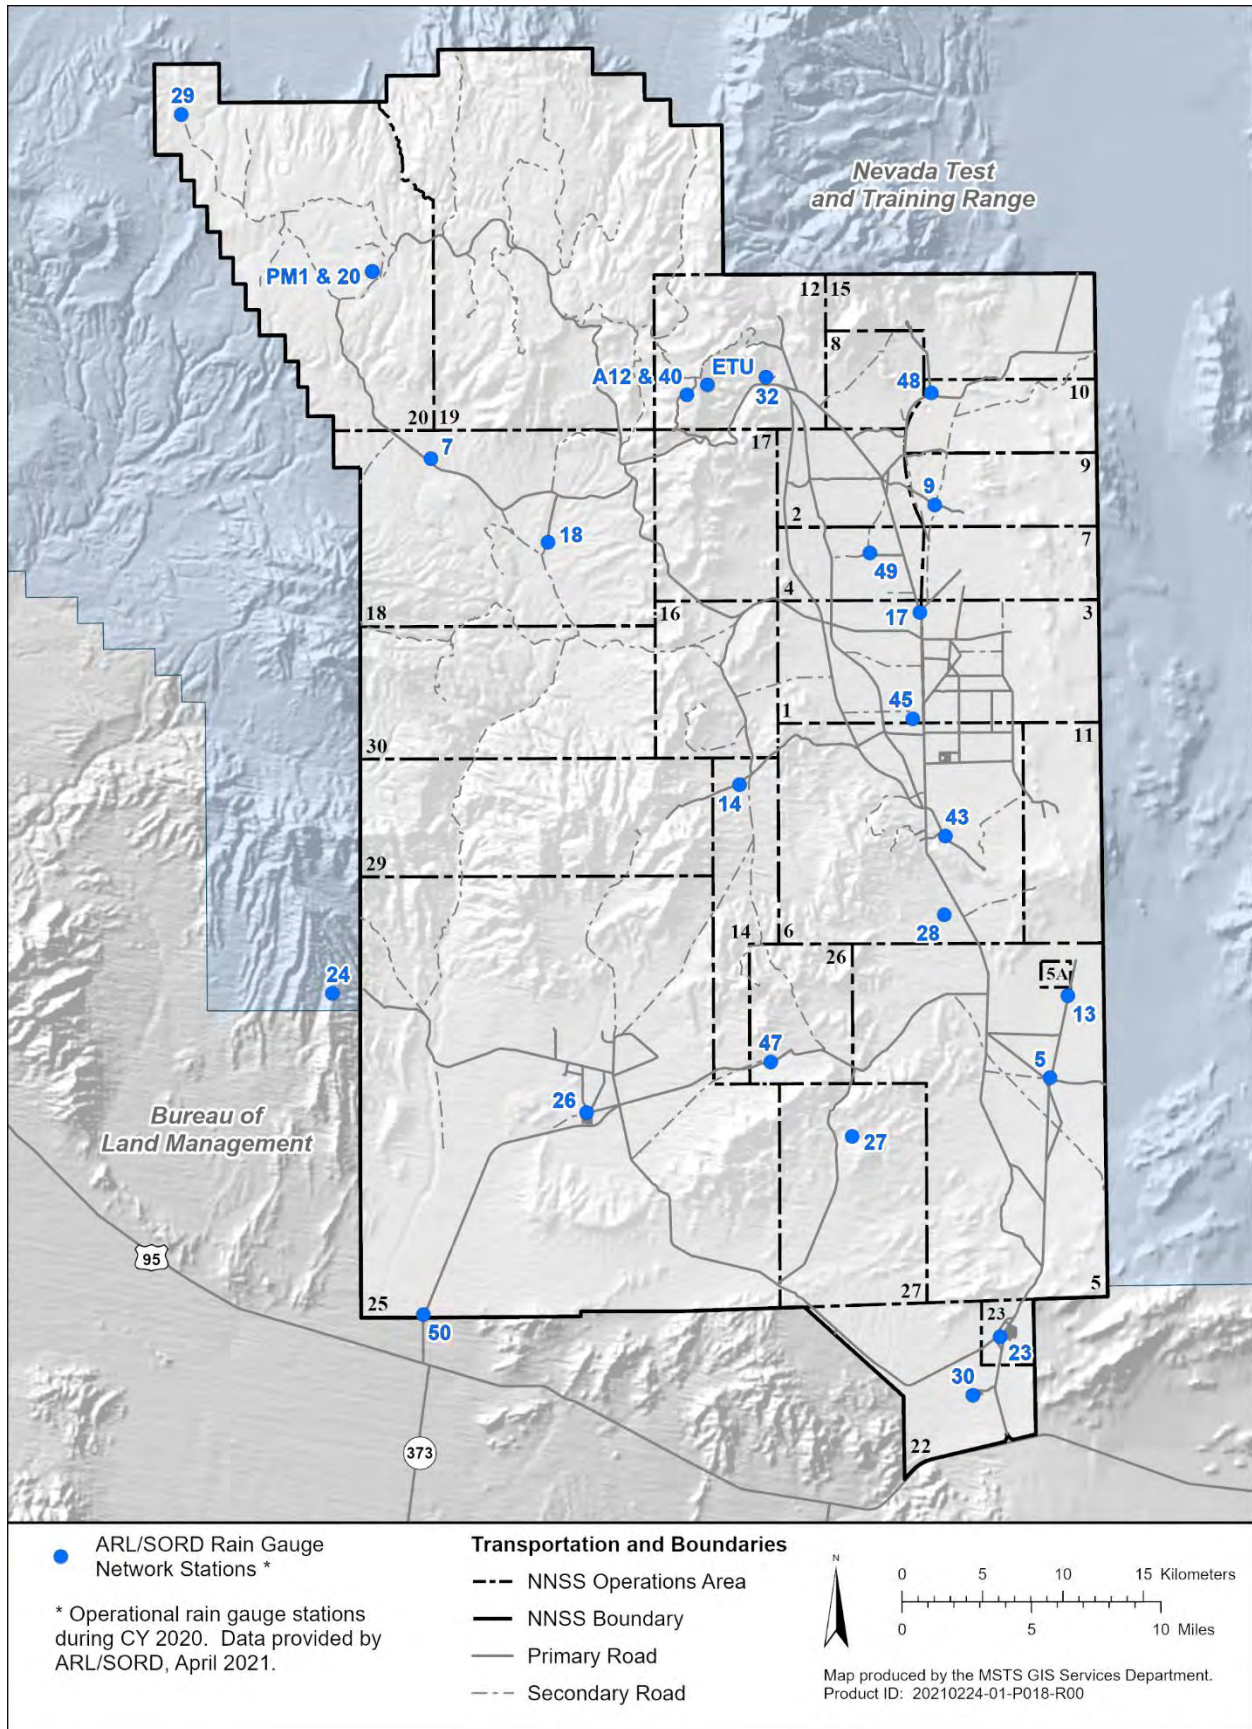 29
Nevada Test
and Training Range
PM1 & 20
12
15
8
A12 & 40
ETU
32
48
10
20
19
7
17
9
9
18
2
7
49
18
16
4
17
3
45
1
11
30
14
43
29
28
14
6
26
24
5A
13
47
5
26
Bureau of
Land Management
27
95
25
50
27
5
23
23
30
22
373
ARL/SORD Rain Gauge
Network Stations *
* Operational rain gauge stations
during CY 2020. Data provided by
ARL/SORD, April 2021.
Transportation and Boundaries
NNSS Operations Area
NNSS Boundary
Primary Road
Secondary Road
N
0 5 10 15 Kilometers
0 5 10 Miles
Map produced by the MSTS GIS Services Department.
Product ID: 20210224-01-P018-R00